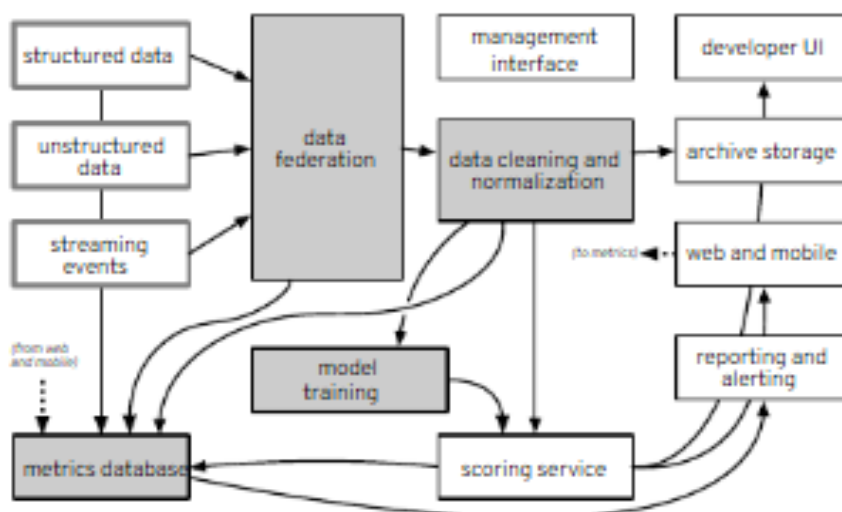 structured data
unstructured
data
streaming
events
data
federation
management
interface
developer UI
data cleaning and
normalization
archive storage
(to metrics)
web and mobile
(from web
and mobile)
model
training
reporting and
alerting
metrics database
scoring service